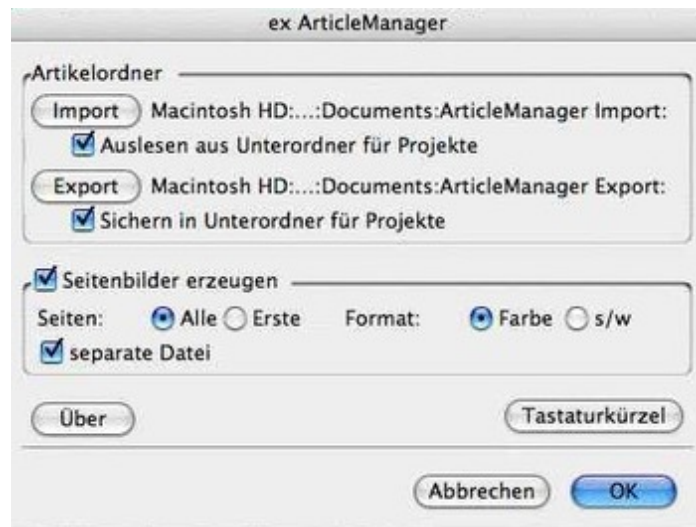 ex ArticleManager
Artikelordner
Import Macintosh HD:...:Documents:ArticleManager Import:
Auslesen aus Unterordner für Projekte
Export Macintosh HD:...:Documents:ArticleManager Export:
Sichern in Unterordner für Projekte
Seitenbilder erzeugen
Seiten: Alle Erste Format: Farbe s/w
separate Datei
Über Tastaturkürzel
Abbrechen OK